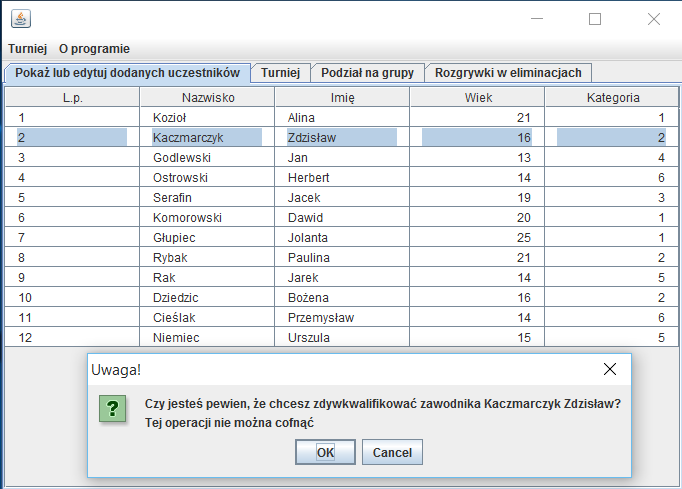 Turniej O programie
Pokaż lub edytuj dodanych uczestników Turniej Podział na grupy Rozgrywki w eliminacjach
L.p. Nazwisko Imię Wiek Kategoria
1 Kozioł Alina 21 1
2 Kaczmarczyk Zdzisław 16 2
3 Godlewski Jan 13 4
4 Ostrowski Herbert 14 6
5 Serafin Jacek 19 3
6 Komorowski Dawid 20 1
7 Głupiec Jolanta 25 1
8 Rybak Paulina 21 2
9 Rak Jarek 14 5
10 Dziedzic Bożena 16 2
11 Cieślak Przemysław 14 6
12 Niemiec Urszula 15 5
Uwaga!
Czy jesteś pewien, że chcesz zdywkwalifikować zawodnika Kaczmarczyk Zdzisław?
Tej operacji nie można cofnąć
OK Cancel